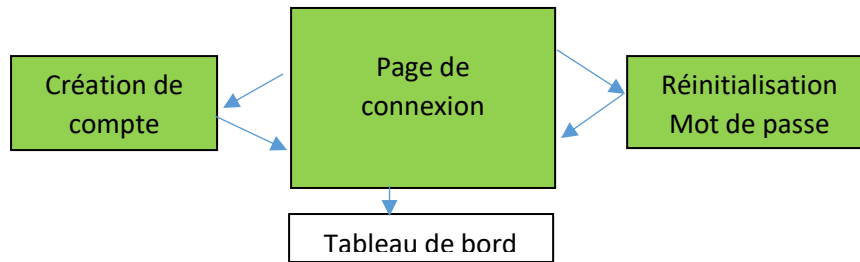 Création de
compte
Page de
connexion
Réinitialisation
Mot de passe
Tableau de bord